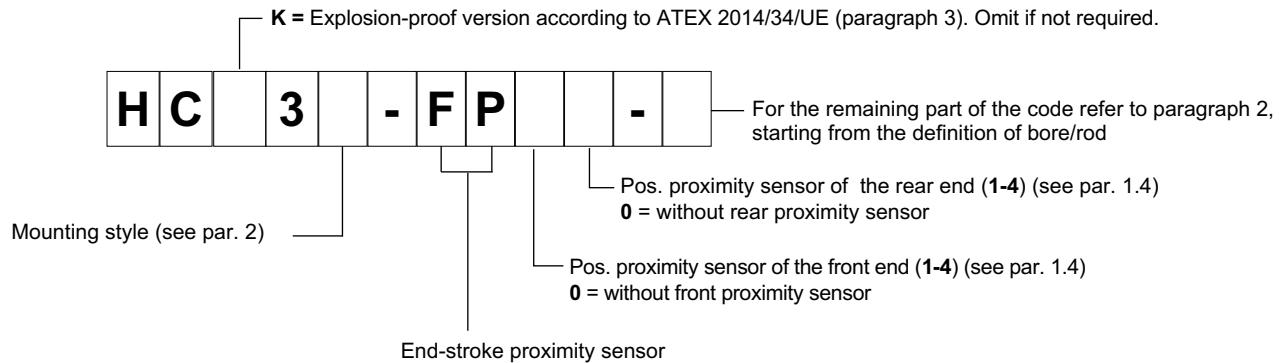 K = Explosion-proof version according to ATEX 2014/34/UE (paragraph 3). Omit if not required.
H C 3 - F P -
For the remaining part of the code refer to paragraph 2,
starting from the definition of bore/rod
Pos. proximity sensor of the rear end (1-4) (see par. 1.4)
0 = without rear proximity sensor
Mounting style (see par. 2)
Pos. proximity sensor of the front end (1-4) (see par. 1.4)
0 = without front proximity sensor
End-stroke proximity sensor